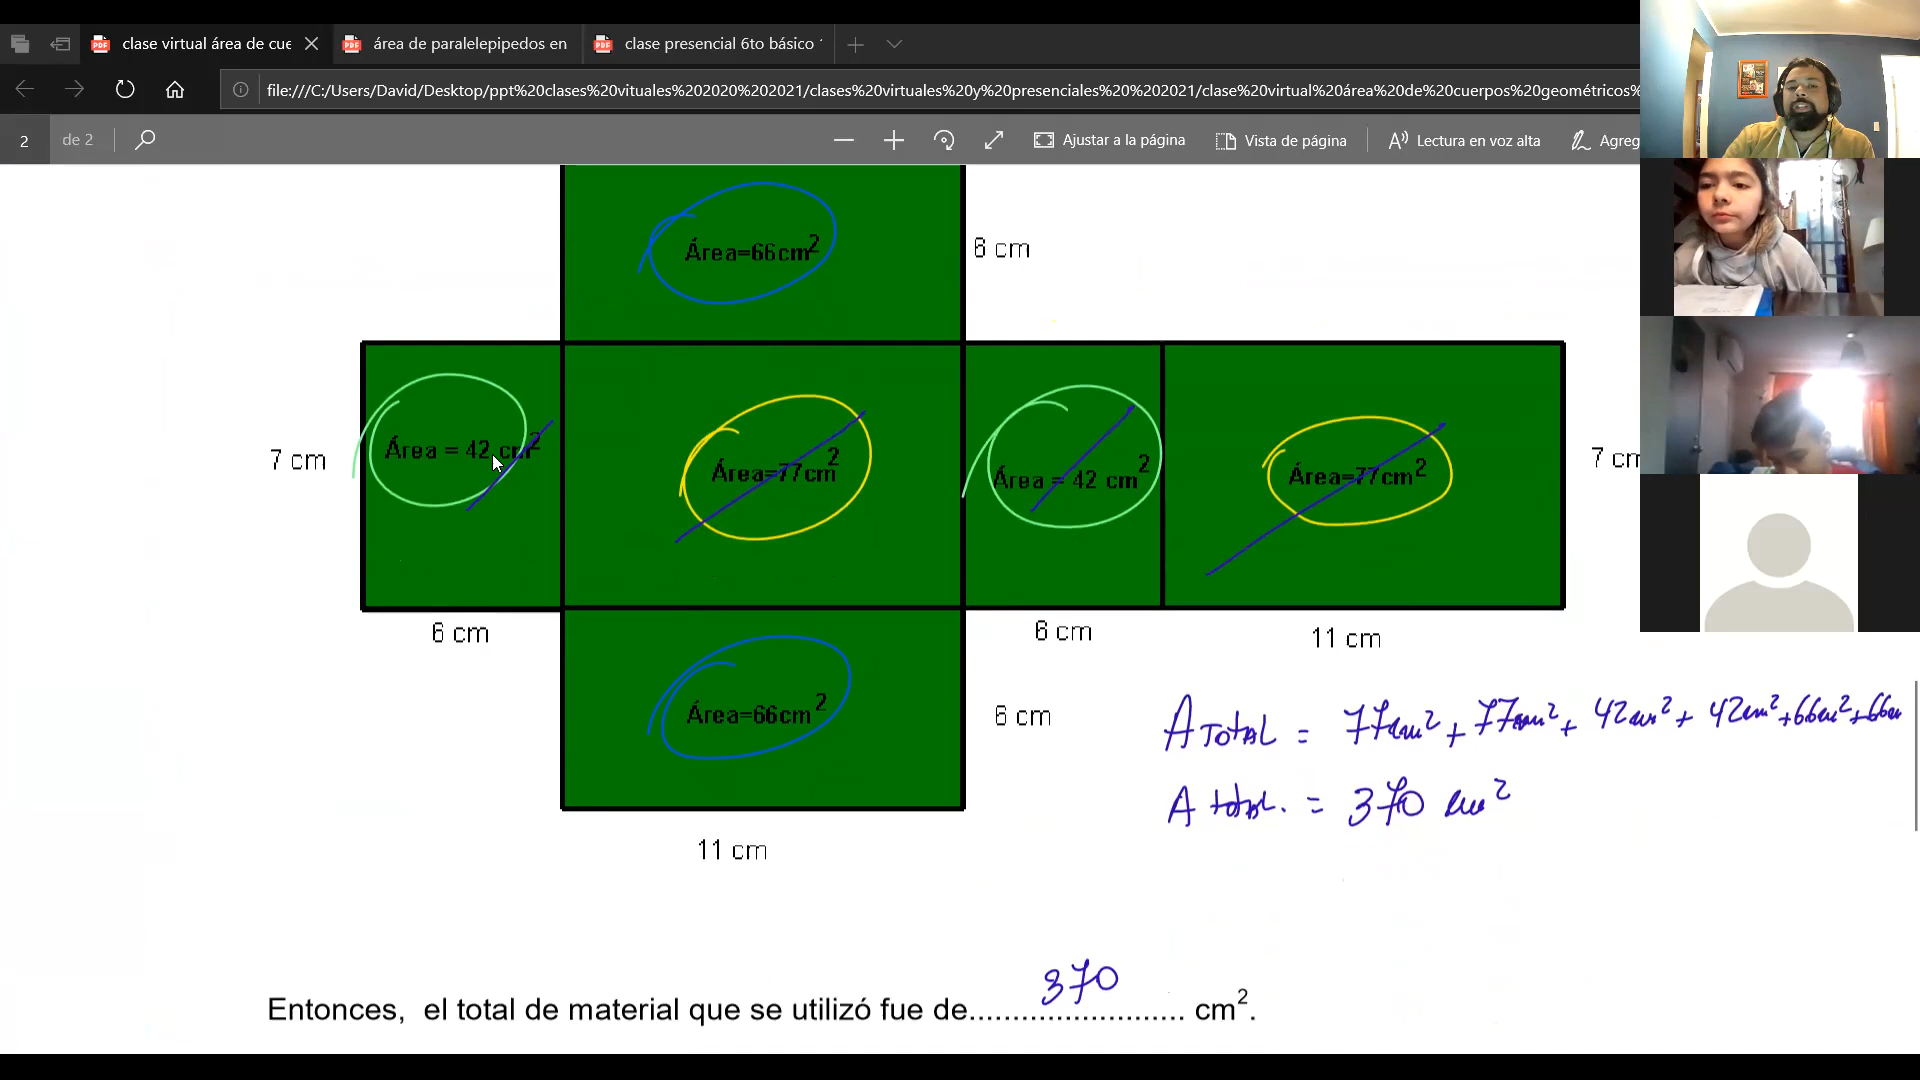 clase virtual área de cue
área de paralelepipedos en
clase presencial 6to básico
file:///C:/Users/David/Desktop/ppt%20clases%20vituales%202020%202021/clases%20virtuales%20y%20presenciales%20%202021/clase%20virtual%20área%20de%20cuerpos%20geométricos%
2 de 2
Ajustar a la página
Vista de página
Lectura en voz alta
Agreg
Área=66cm²
6 cm
7 cm
Área = 42 cm²
Área=77cm²
Área = 42 cm²
Área=77cm²
7 cm
6 cm
6 cm
11 cm
Área=66cm²
6 cm
A TOTAL = 77cm² + 77cm² + 42cm² + 42cm² + 66cm² + 66cm
A total. = 370 cm²
11 cm
370
Entonces, el total de material que se utilizó fue de......................... cm².